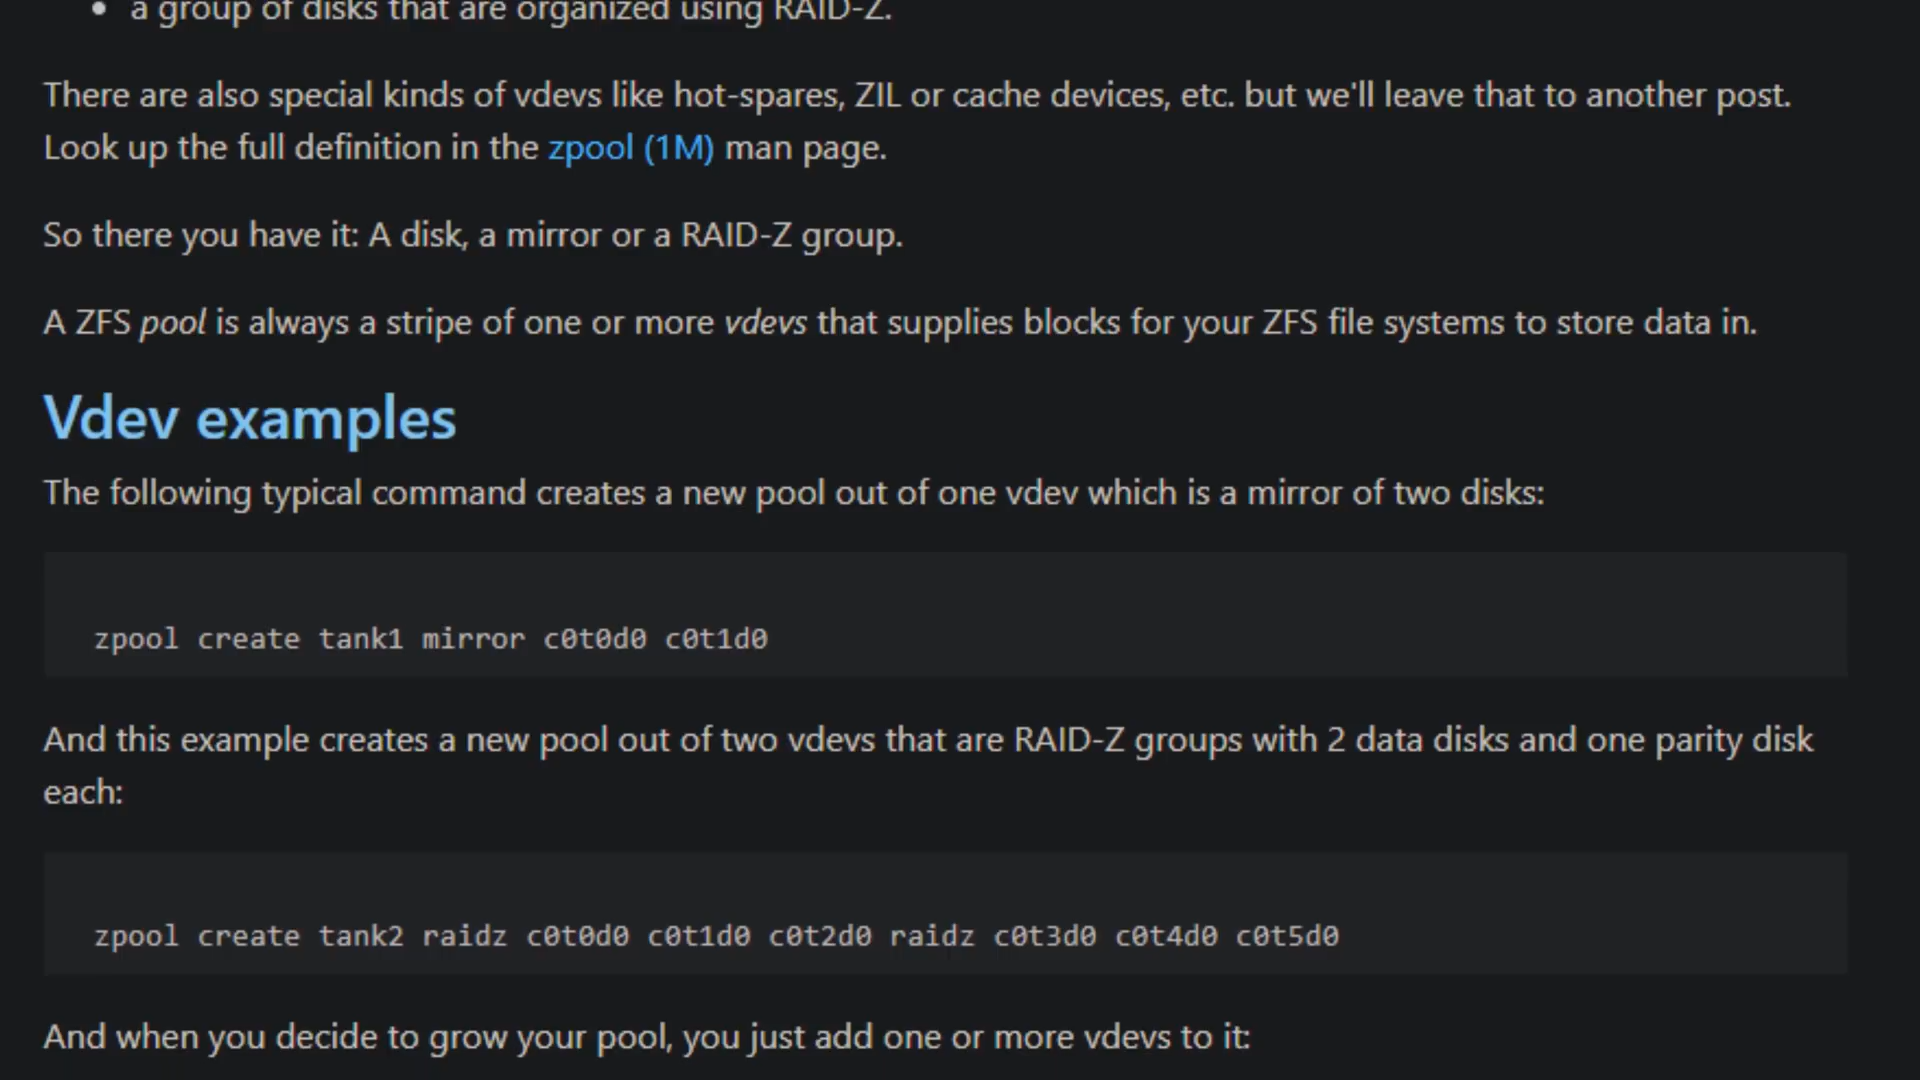 • a group of disks that are organized using RAID-Z.
There are also special kinds of vdevs like hot-spares, ZIL or cache devices, etc. but we'll leave that to another post.
Look up the full definition in the zpool (1M) man page.
So there you have it: A disk, a mirror or a RAID-Z group.
A ZFS pool is always a stripe of one or more vdevs that supplies blocks for your ZFS file systems to store data in.
Vdev examples
The following typical command creates a new pool out of one vdev which is a mirror of two disks:
zpool create tank1 mirror c0t0d0 c0t1d0
And this example creates a new pool out of two vdevs that are RAID-Z groups with 2 data disks and one parity disk
each:
zpool create tank2 raidz c0t0d0 c0t1d0 c0t2d0 raidz c0t3d0 c0t4d0 c0t5d0
And when you decide to grow your pool, you just add one or more vdevs to it: